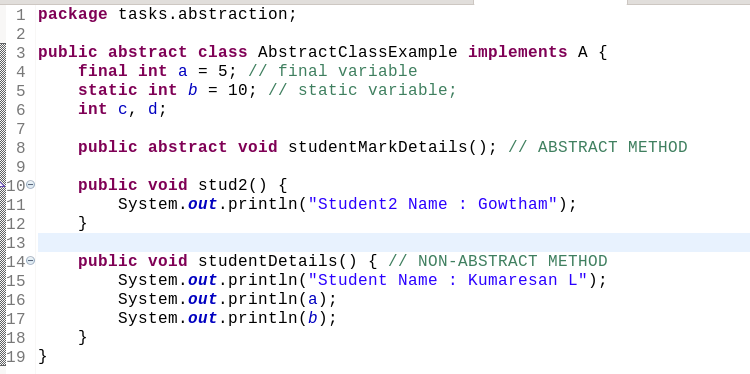 1 package tasks.abstraction;
2
3 public abstract class AbstractClassExample implements A {
4     final int a = 5; // final variable
5     static int b = 10; // static variable;
6     int c, d;
7
8     public abstract void studentMarkDetails(); // ABSTRACT METHOD
9
10     public void stud2() {
11         System.out.println("Student2 Name : Gowtham");
12     }
13
14     public void studentDetails() { // NON-ABSTRACT METHOD
15         System.out.println("Student Name : Kumaresan L");
16         System.out.println(a);
17         System.out.println(b);
18     }
19 }